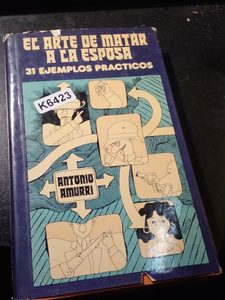 EL ARTE DE MATAR
A LA ESPOSA
31 EJEMPLOS PRACTICOS
K6423
ANTONIO
AMURRI